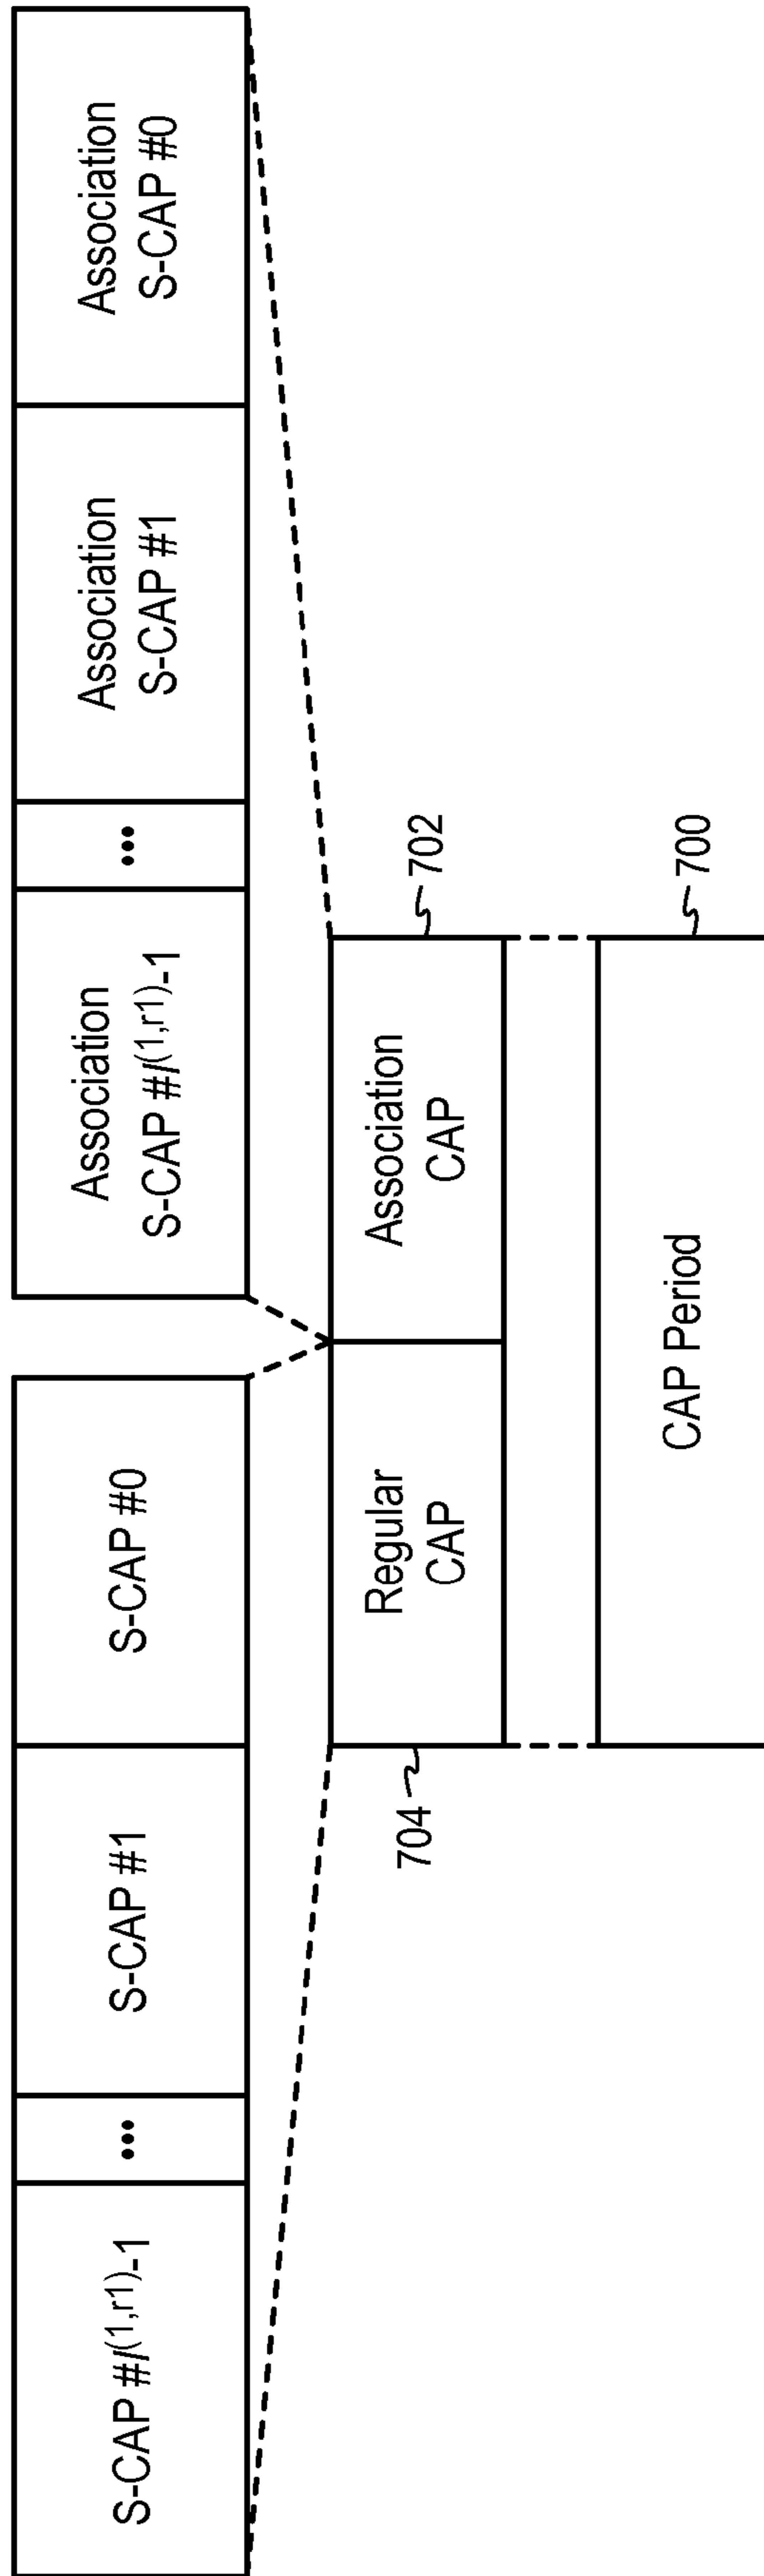 S-CAP #I^(1,r1)-1
•••
S-CAP #1
S-CAP #0
Association
S-CAP #I^(1,r1)-1
•••
Association
S-CAP #1
Association
S-CAP #0
704
Regular
CAP
Association
CAP
702
CAP Period
700